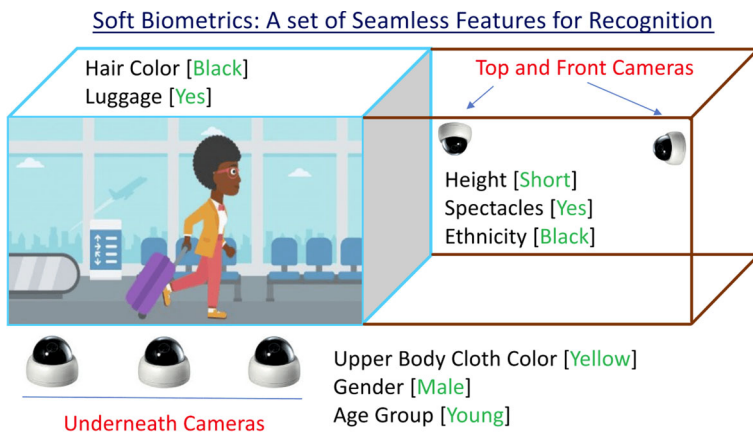 Soft Biometrics: A set of Seamless Features for Recognition
Hair Color [Black]
Luggage [Yes]
Top and Front Cameras
Height [Short]
Spectacles [Yes]
Ethnicity [Black]
Upper Body Cloth Color [Yellow]
Gender [Male]
Age Group [Young]
Underneath Cameras